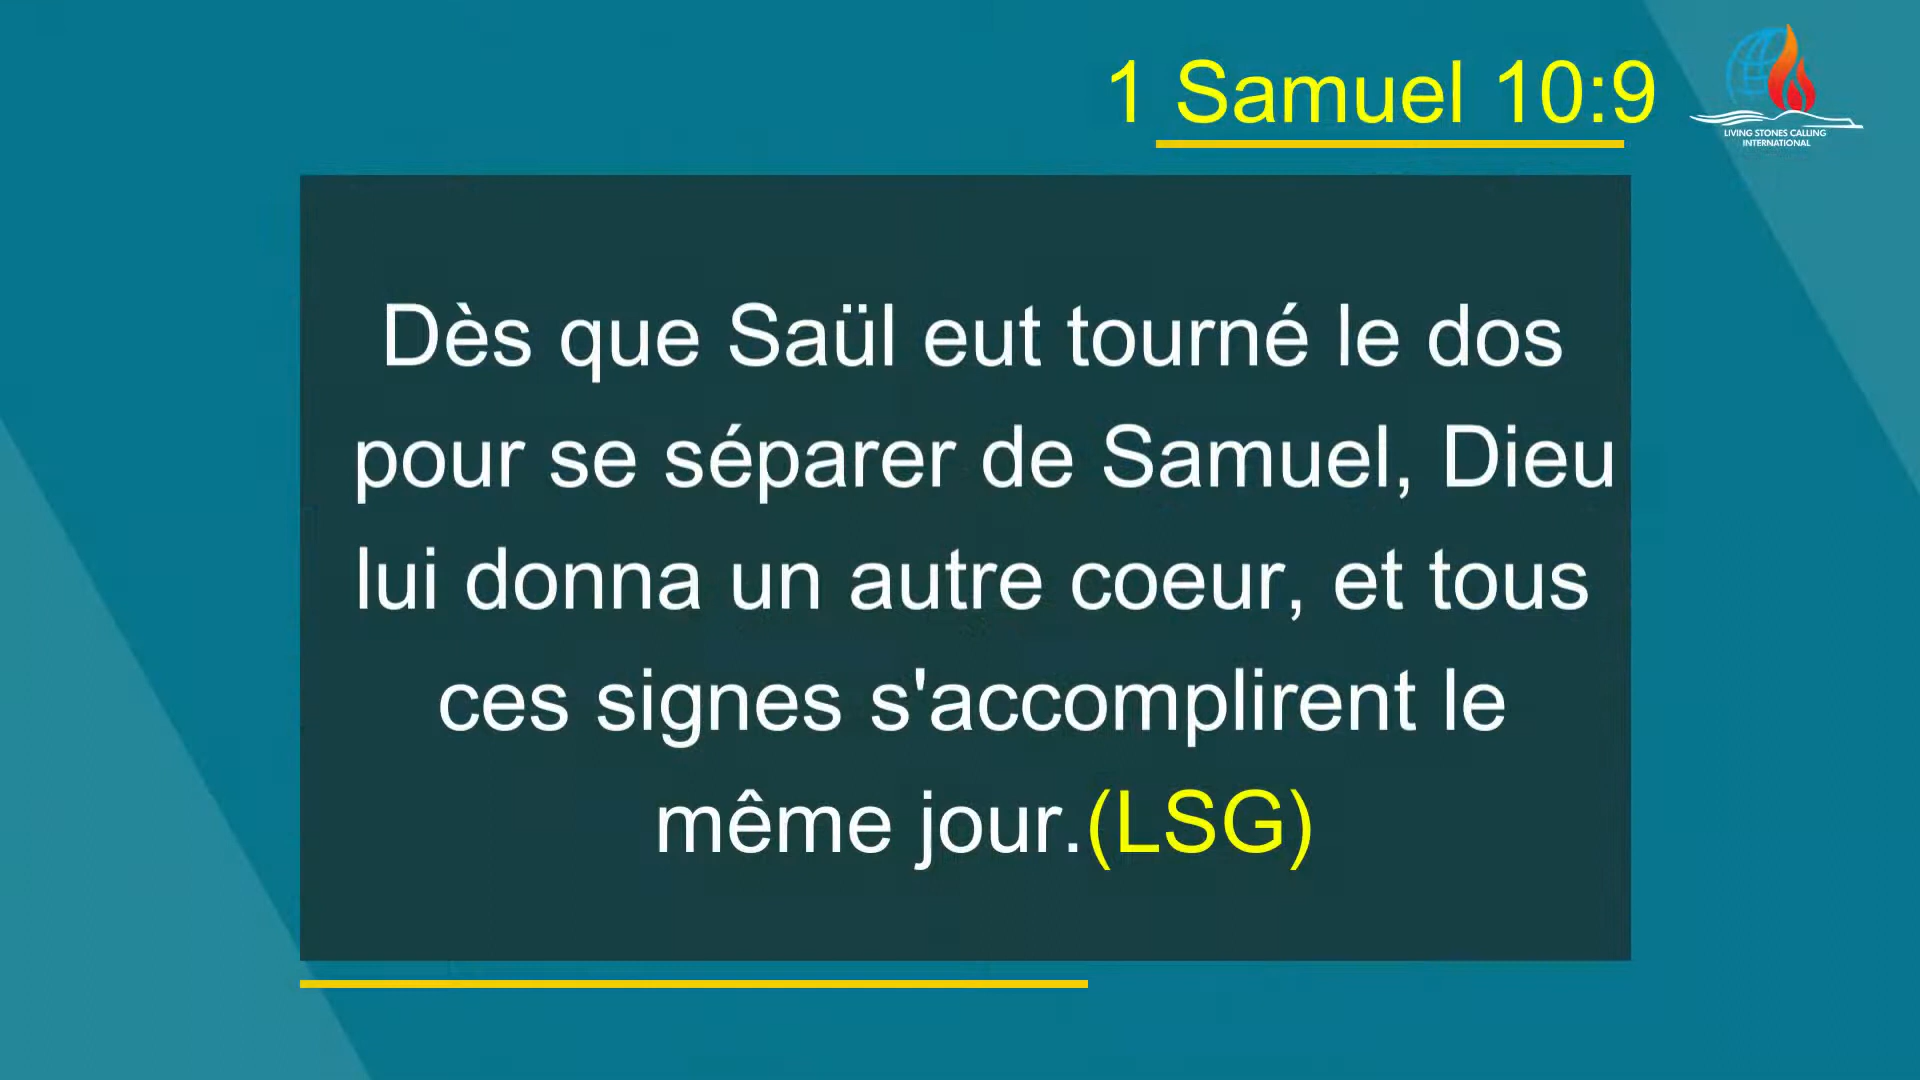 1 Samuel 10:9
LIVING STONES CALLING
INTERNATIONAL
Dès que Saül eut tourné le dos
pour se séparer de Samuel, Dieu
lui donna un autre coeur, et tous
ces signes s'accomplirent le
même jour.(LSG)